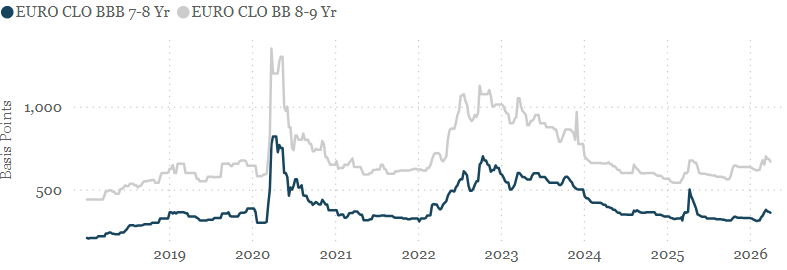 EURO CLO BBB 7-8 Yr EURO CLO BB 8-9 Yr
Basis Points
1,000
500
2019 2020 2021 2022 2023 2024 2025 2026